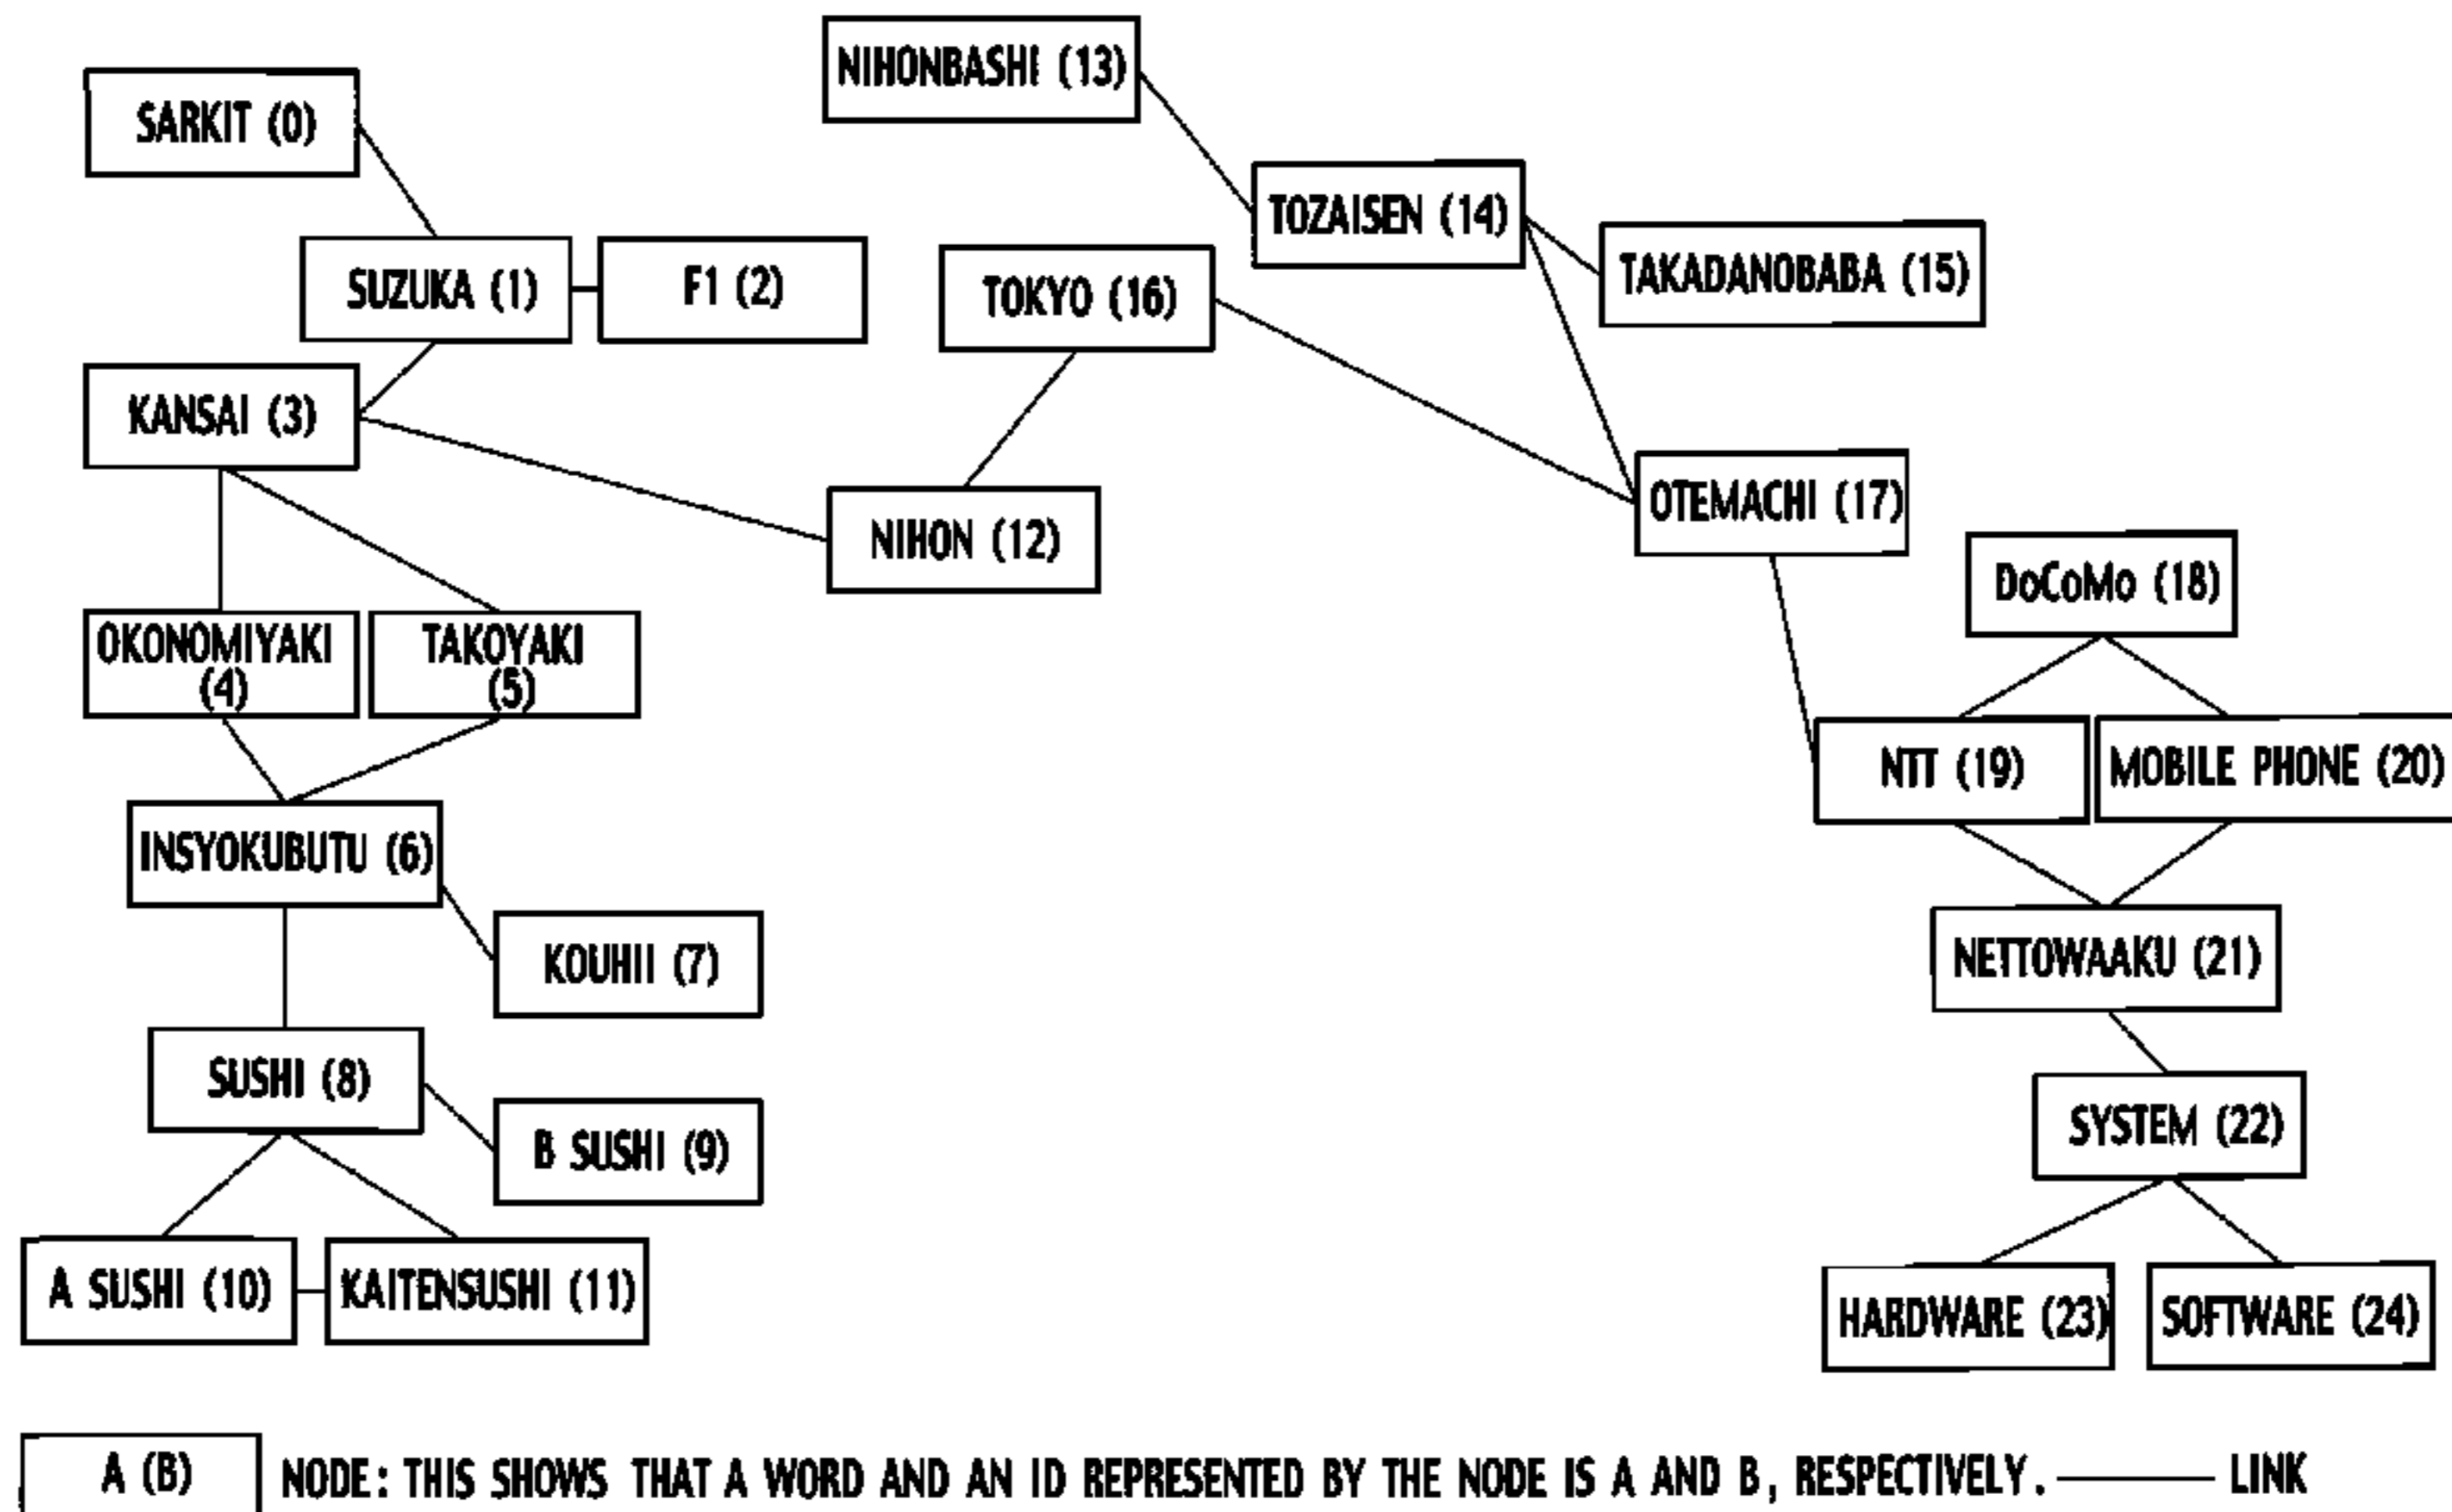 NIHONBASHI (13)
SARKIT (0)
TOZAISEN (14)
SUZUKA (1)
F1 (2)
TOKYO (16)
TAKADANOBABA (15)
KANSAI (3)
OTEMACHI (17)
NIHON (12)
DoCoMo (18)
OKONOMIYAKI
(4)
TAKOYAKI
(5)
NTT (19)
MOBILE PHONE (20)
INSYOKUBUTU (6)
KOUHII (7)
NETTOWAAKU (21)
SUSHI (8)
B SUSHI (9)
SYSTEM (22)
A SUSHI (10)
KAITENSUSHI (11)
HARDWARE (23)
SOFTWARE (24)
A (B)
NODE: THIS SHOWS THAT A WORD AND AN ID REPRESENTED BY THE NODE IS A AND B, RESPECTIVELY. LINK